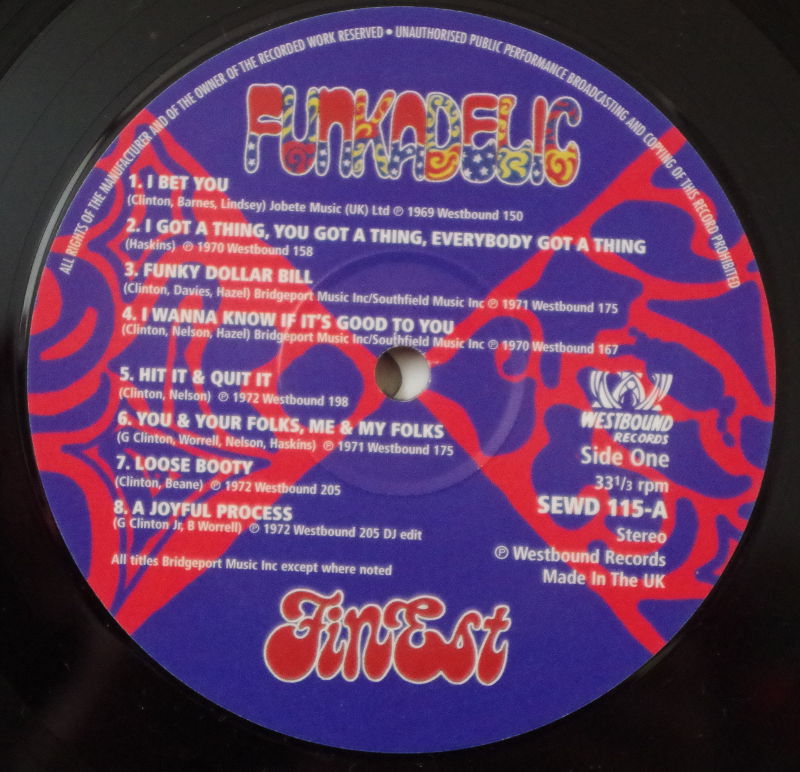 ALL RIGHTS OF THE MANUFACTURER AND OF THE OWNER OF THE RECORDED WORK RESERVED • UNAUTHORISED PUBLIC PERFORMANCE BROADCASTING AND COPYING OF THIS RECORD PROHIBITED
FUNKADELIC
1. I BET YOU
(Clinton, Barnes, Lindsey) Jobete Music (UK) Ltd ℗ 1969 Westbound 150
2. I GOT A THING, YOU GOT A THING, EVERYBODY GOT A THING
(Haskins) ℗ 1970 Westbound 158
3. FUNKY DOLLAR BILL
(Clinton, Davies, Hazel) Bridgeport Music Inc/Southfield Music Inc ℗ 1971 Westbound 175
4. I WANNA KNOW IF IT'S GOOD TO YOU
(Clinton, Nelson, Hazel) Bridgeport Music Inc/Southfield Music Inc ℗ 1970 Westbound 167
5. HIT IT & QUIT IT
(Clinton, Nelson) ℗ 1972 Westbound 198
6. YOU & YOUR FOLKS, ME & MY FOLKS
(G Clinton, Worrell, Nelson, Haskins) ℗ 1971 Westbound 175
7. LOOSE BOOTY
(Clinton, Beane) ℗ 1972 Westbound 205
8. A JOYFUL PROCESS
(G Clinton Jr, B Worrell) ℗ 1972 Westbound 205 DJ edit
All titles Bridgeport Music Inc except where noted
WESTBOUND
RECORDS
Side One
33 1/3 rpm
SEWD 115-A
Stereo
℗ Westbound Records
Made In The UK
FinEst